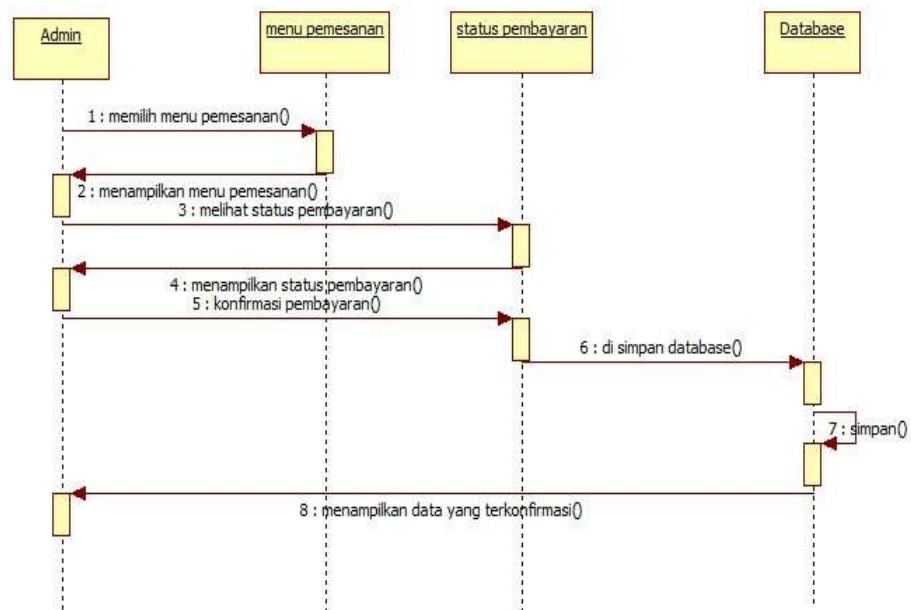 Admin
menu pemesanan
status pembayaran
Database
1 : memilih menu pemesanan()
2 : menampilkan menu pemesanan()
3 : melihat status pembayaran()
4 : menampilkan status pembayaran()
5 : konfirmasi pembayaran()
6 : di simpan database()
7 : simpan()
8 : menampilkan data yang terkonfirmasi()